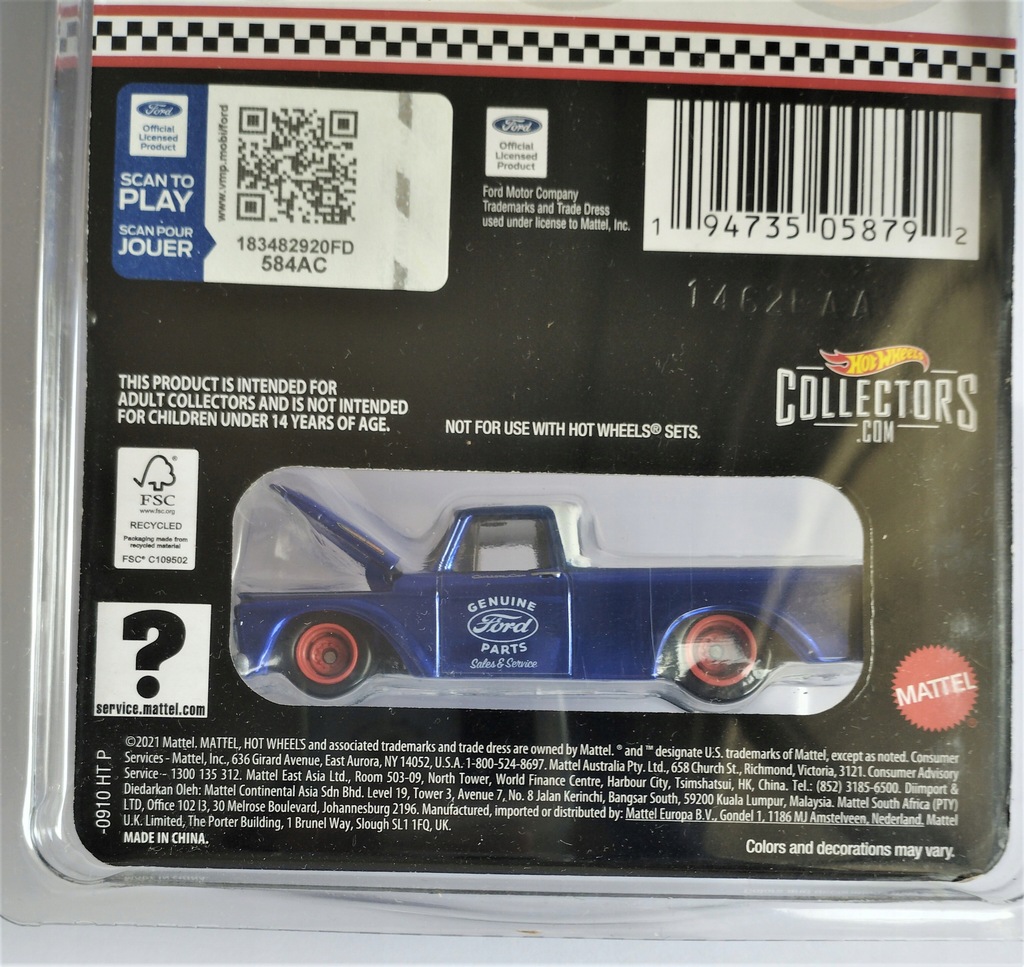 Ford
Official
Licensed
Product
SCAN TO
PLAY
SCAN POUR
JOUER
www.vmp.mobi/ford
183482920FD
584AC
Ford
Official
Licensed
Product
Ford Motor Company
Trademarks and Trade Dress
used under license to Mattel, Inc.
1 94735 05879 2
1462 AA
HOT WHEELS
COLLECTORS
.COM
THIS PRODUCT IS INTENDED FOR
ADULT COLLECTORS AND IS NOT INTENDED
FOR CHILDREN UNDER 14 YEARS OF AGE.
NOT FOR USE WITH HOT WHEELS® SETS.
FSC
www.fsc.org
RECYCLED
Packaging made from
recycled material
FSC® C109502
GENUINE
Ford
PARTS
Sales & Service
?
service.mattel.com
MATTEL
-0910 HT P
©2021 Mattel. MATTEL, HOT WHEELS and associated trademarks and trade dress are owned by Mattel. ® and ™ designate U.S. trademarks of Mattel, except as noted. Consumer
Services - Mattel, Inc., 636 Girard Avenue, East Aurora, NY 14052, U.S.A. 1-800-524-8697. Mattel Australia Pty. Ltd., 658 Church St., Richmond, Victoria, 3121. Consumer Advisory
Service - 1300 135 312. Mattel East Asia Ltd., Room 503-09, North Tower, World Finance Centre, Harbour City, Tsimshatsui, HK, China. Tel.: (852) 3185-6500. Diimport &
Diedarkan Oleh: Mattel Continental Asia Sdn Bhd. Level 19, Tower 3, Avenue 7, No. 8 Jalan Kerinchi, Bangsar South, 59200 Kuala Lumpur, Malaysia. Mattel South Africa (PTY)
LTD, Office 102 I3, 30 Melrose Boulevard, Johannesburg 2196. Manufactured, imported or distributed by: Mattel Europa B.V., Gondel 1, 1186 MJ Amstelveen, Nederland. Mattel
U.K. Limited, The Porter Building, 1 Brunel Way, Slough SL1 1FQ, UK.
MADE IN CHINA.
Colors and decorations may vary.